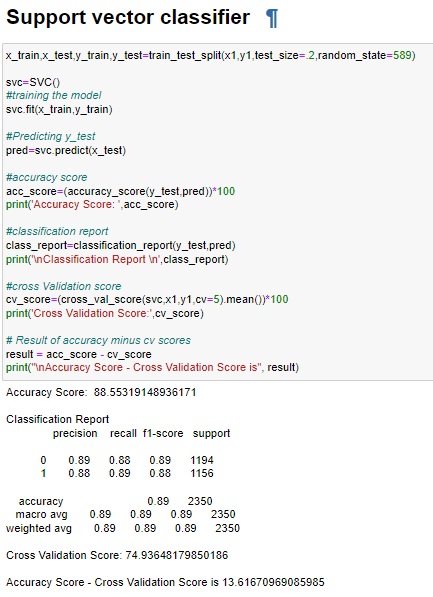 Support vector classifier ¶
x_train,x_test,y_train,y_test=train_test_split(x1,y1,test_size=.2,random_state=589)
svc=SVC()
#training the model
svc.fit(x_train,y_train)
#Predicting y_test
pred=svc.predict(x_test)
#accuracy score
acc_score=(accuracy_score(y_test,pred))*100
print('Accuracy Score: ',acc_score)
#classification report
class_report=classification_report(y_test,pred)
print('\nClassification Report \n',class_report)
#cross Validation score
cv_score=(cross_val_score(svc,x1,y1,cv=5).mean())*100
print('Cross Validation Score:',cv_score)
# Result of accuracy minus cv scores
result = acc_score - cv_score
print("\nAccuracy Score - Cross Validation Score is", result)
Accuracy Score: 88.55319148936171
Classification Report
precision recall f1-score support
0 0.89 0.88 0.89 1194
1 0.88 0.89 0.88 1156
accuracy 0.89 2350
macro avg 0.89 0.89 0.89 2350
weighted avg 0.89 0.89 0.89 2350
Cross Validation Score: 74.93648179850186
Accuracy Score - Cross Validation Score is 13.61670969085985